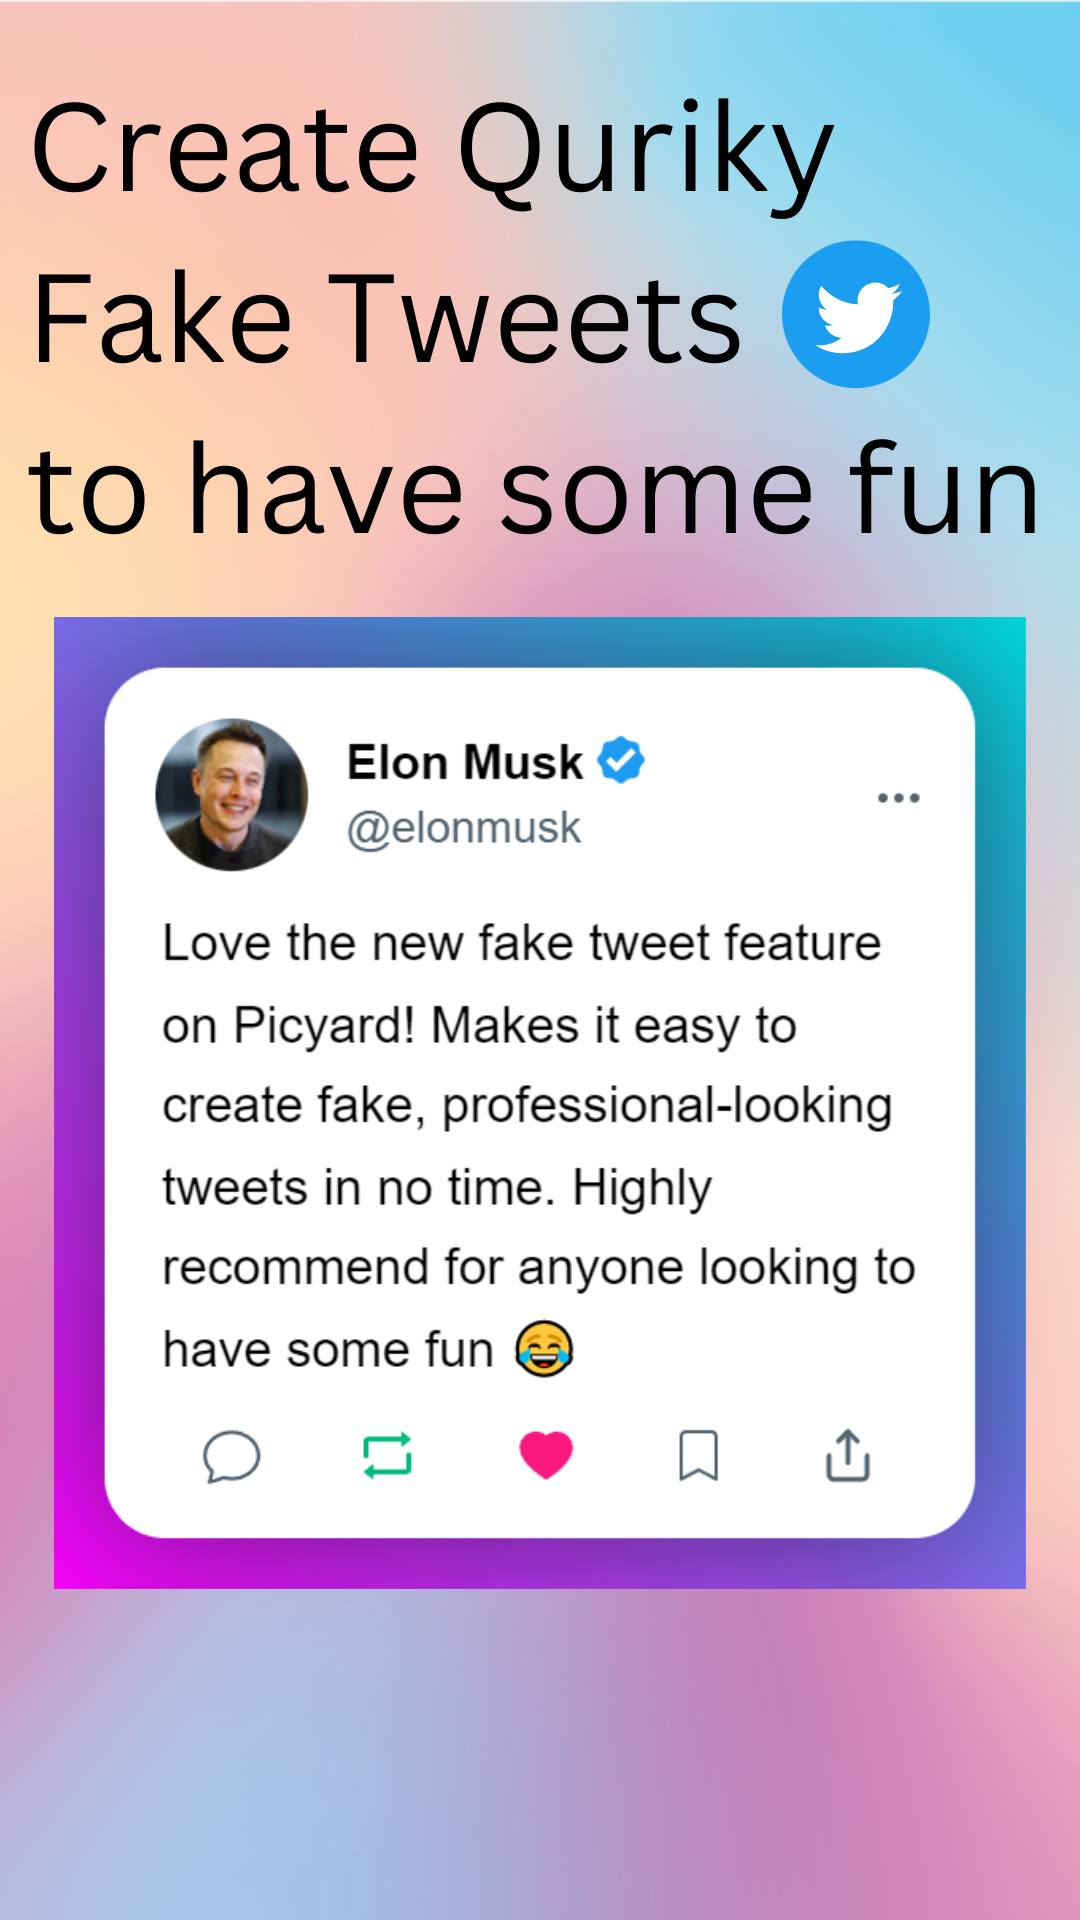 Create Quriky
Fake Tweets
to have some fun
Elon Musk
@elonmusk
Love the new fake tweet feature
on Picyard! Makes it easy to
create fake, professional-looking
tweets in no time. Highly
recommend for anyone looking to
have some fun 😂